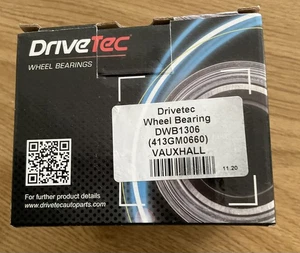 DRIVETEC
WHEEL BEARINGS
Drivetec
Wheel Bearing
DWB1306
(413GM0660)
VAUXHALL
11.20
For further product details
www.drivetecautoparts.com